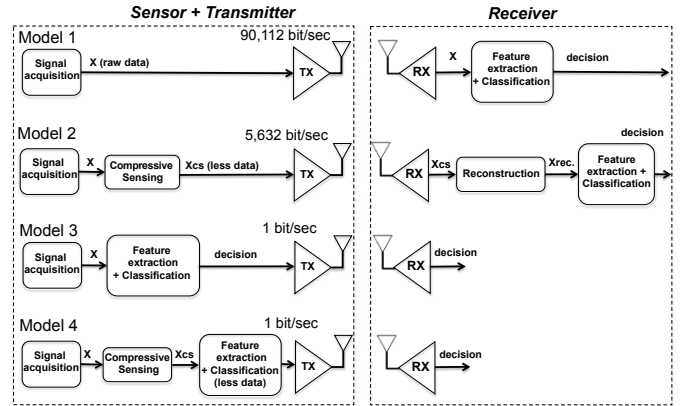 Sensor + Transmitter
Receiver
Model 1
90,112 bit/sec
Signal
acquisition
X (raw data)
TX
RX
X
Feature
extraction
+ Classification
decision
Model 2
5,632 bit/sec
Signal
acquisition
X
Compressive
Sensing
Xcs (less data)
TX
RX
Xcs
Reconstruction
Xrec.
Feature
extraction +
Classification
decision
Model 3
1 bit/sec
Signal
acquisition
X
Feature
extraction
+ Classification
decision
TX
RX
decision
Model 4
1 bit/sec
Signal
acquisition
X
Compressive
Sensing
Xcs
Feature
extraction
+ Classification
(less data)
TX
RX
decision